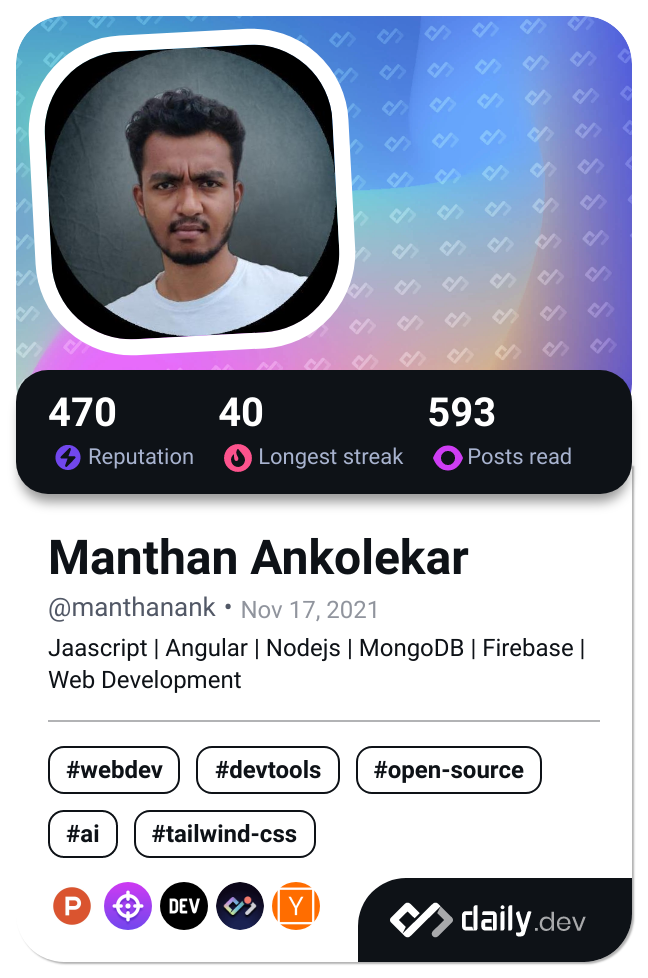 470 40 593
Reputation Longest streak Posts read
Manthan Ankolekar
@manthanank • Nov 17, 2021
Jaascript | Angular | Nodejs | MongoDB | Firebase |
Web Development
#webdev #devtools #open-source
#ai #tailwind-css
P DEV Y
daily.dev